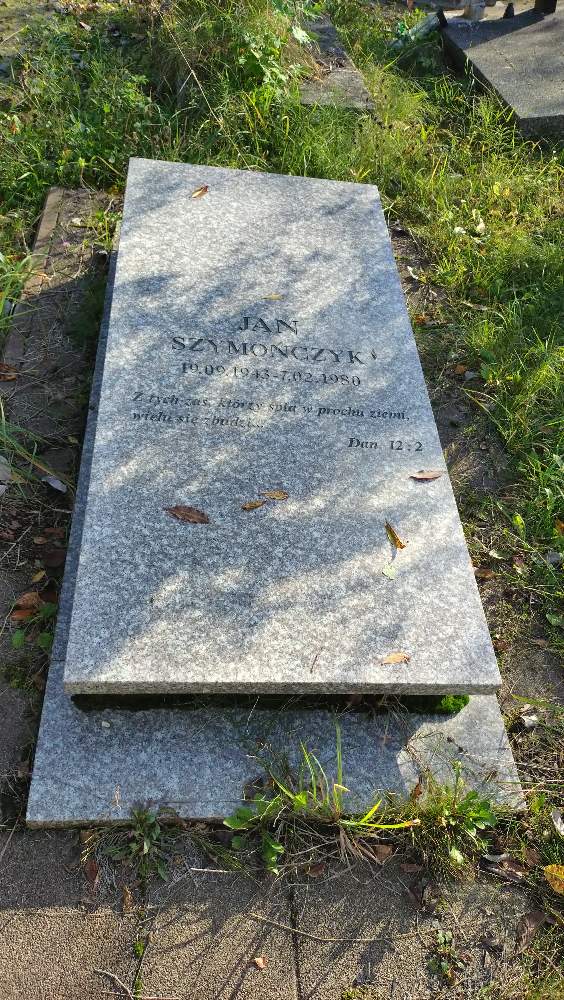 JAN
SZYMOŃCZYK
19.09.1943-7.02.1980
Z tych zaś, którzy śpią w prochu ziemi,
wielu się zbudzi...
Dan 12:2